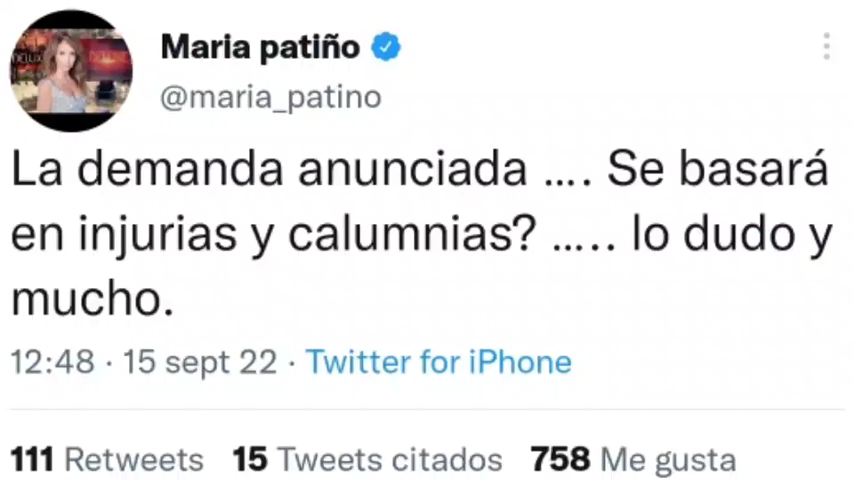 Maria patiño
@maria_patino
La demanda anunciada .... Se basará
en injurias y calumnias? ..... lo dudo y
mucho.
12:48 · 15 sept 22 · Twitter for iPhone
111 Retweets 15 Tweets citados 758 Me gusta